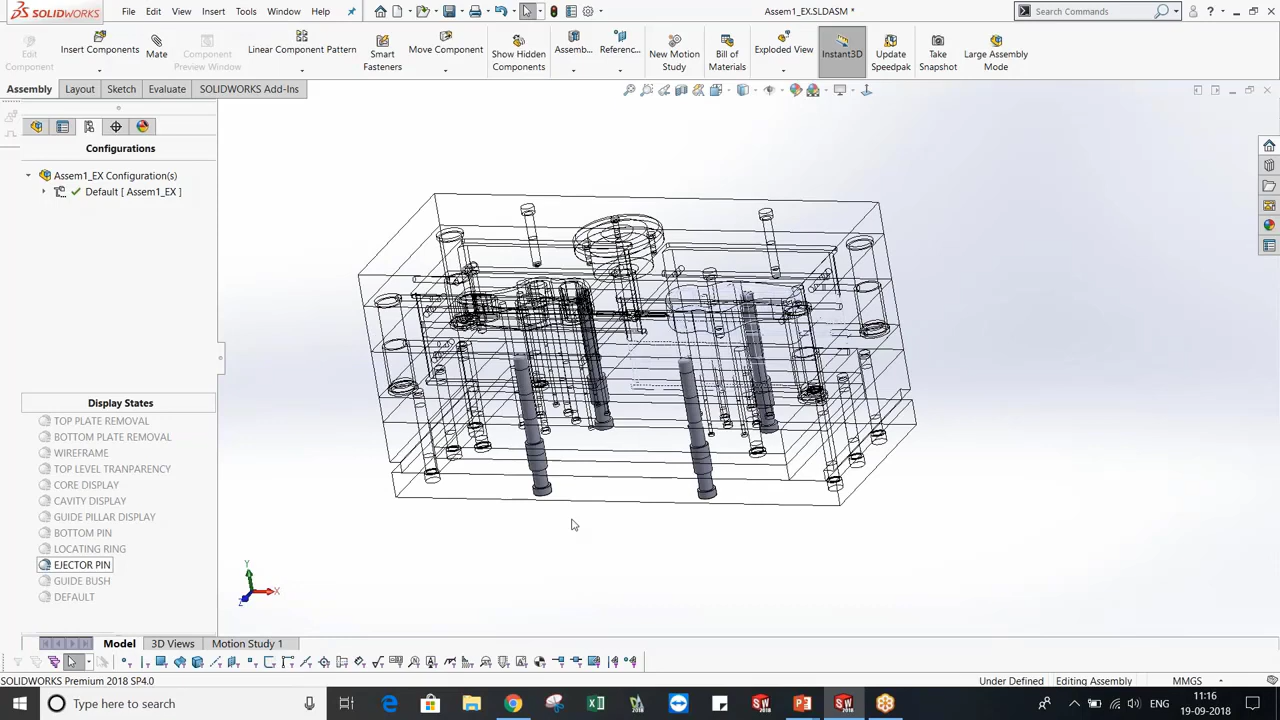 SOLIDWORKS File Edit View Insert Tools Window Help Assem1_EX.SLDASM * Search Commands
Edit Component
Insert Components
Mate
Component Preview Window
Linear Component Pattern
Smart Fasteners
Move Component
Show Hidden Components
Assemb...
Referen...
New Motion Study
Bill of Materials
Exploded View
Instant3D
Update Speedpak
Take Snapshot
Large Assembly Mode
Assembly Layout Sketch Evaluate SOLIDWORKS Add-Ins
Configurations
Assem1_EX Configuration(s)
Default [ Assem1_EX ]
Display States
TOP PLATE REMOVAL
BOTTOM PLATE REMOVAL
WIREFRAME
TOP LEVEL TRANPARENCY
CORE DISPLAY
CAVITY DISPLAY
GUIDE PILLAR DISPLAY
BOTTOM PIN
LOCATING RING
EJECTOR PIN
GUIDE BUSH
DEFAULT
Y
X
Z
Model 3D Views Motion Study 1
SOLIDWORKS Premium 2018 SP4.0 Under Defined Editing Assembly MMGS
Type here to search
ENG
11:16
19-09-2018